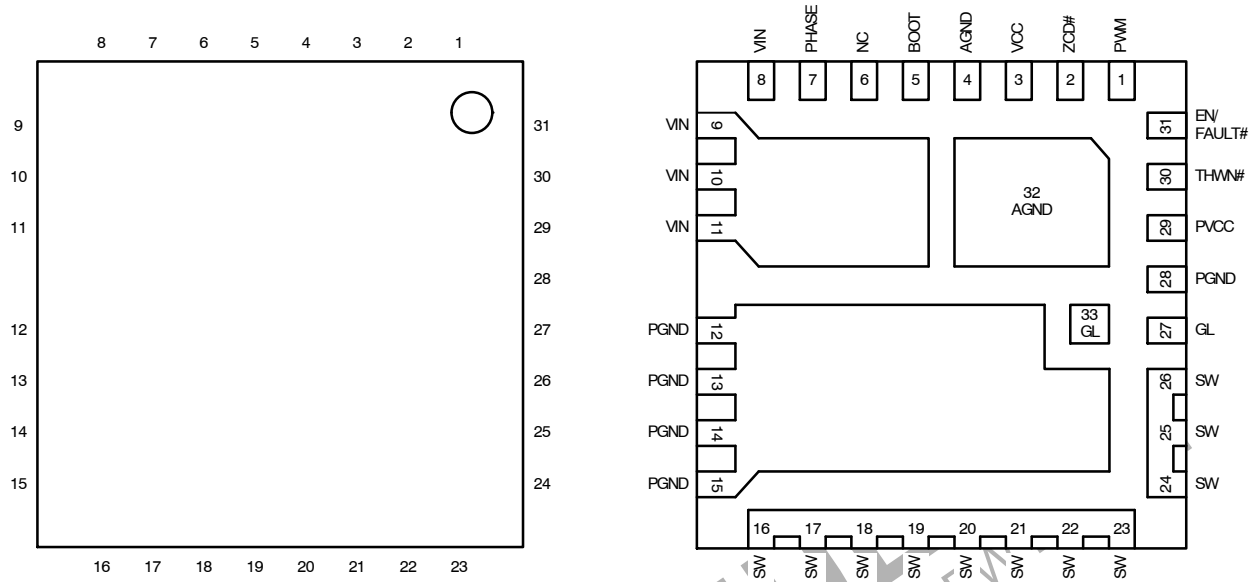 8 7 6 5 4 3 2 1
9
10
11
12
13
14
15
31
30
29
28
27
26
25
24
16 17 18 19 20 21 22 23
VIN PHASE NC BOOT AGND VCC ZCD# PWM
8 7 6 5 4 3 2 1
VIN 9
VIN 10
VIN 11
PGND 12
PGND 13
PGND 14
PGND 15
32
AGND
33
GL
31 EN/
FAULT#
30 THWN#
29 PVCC
28 PGND
27 GL
26 SW
25 SW
24 SW
16 17 18 19 20 21 22 23
SW SW SW SW SW SW SW SW